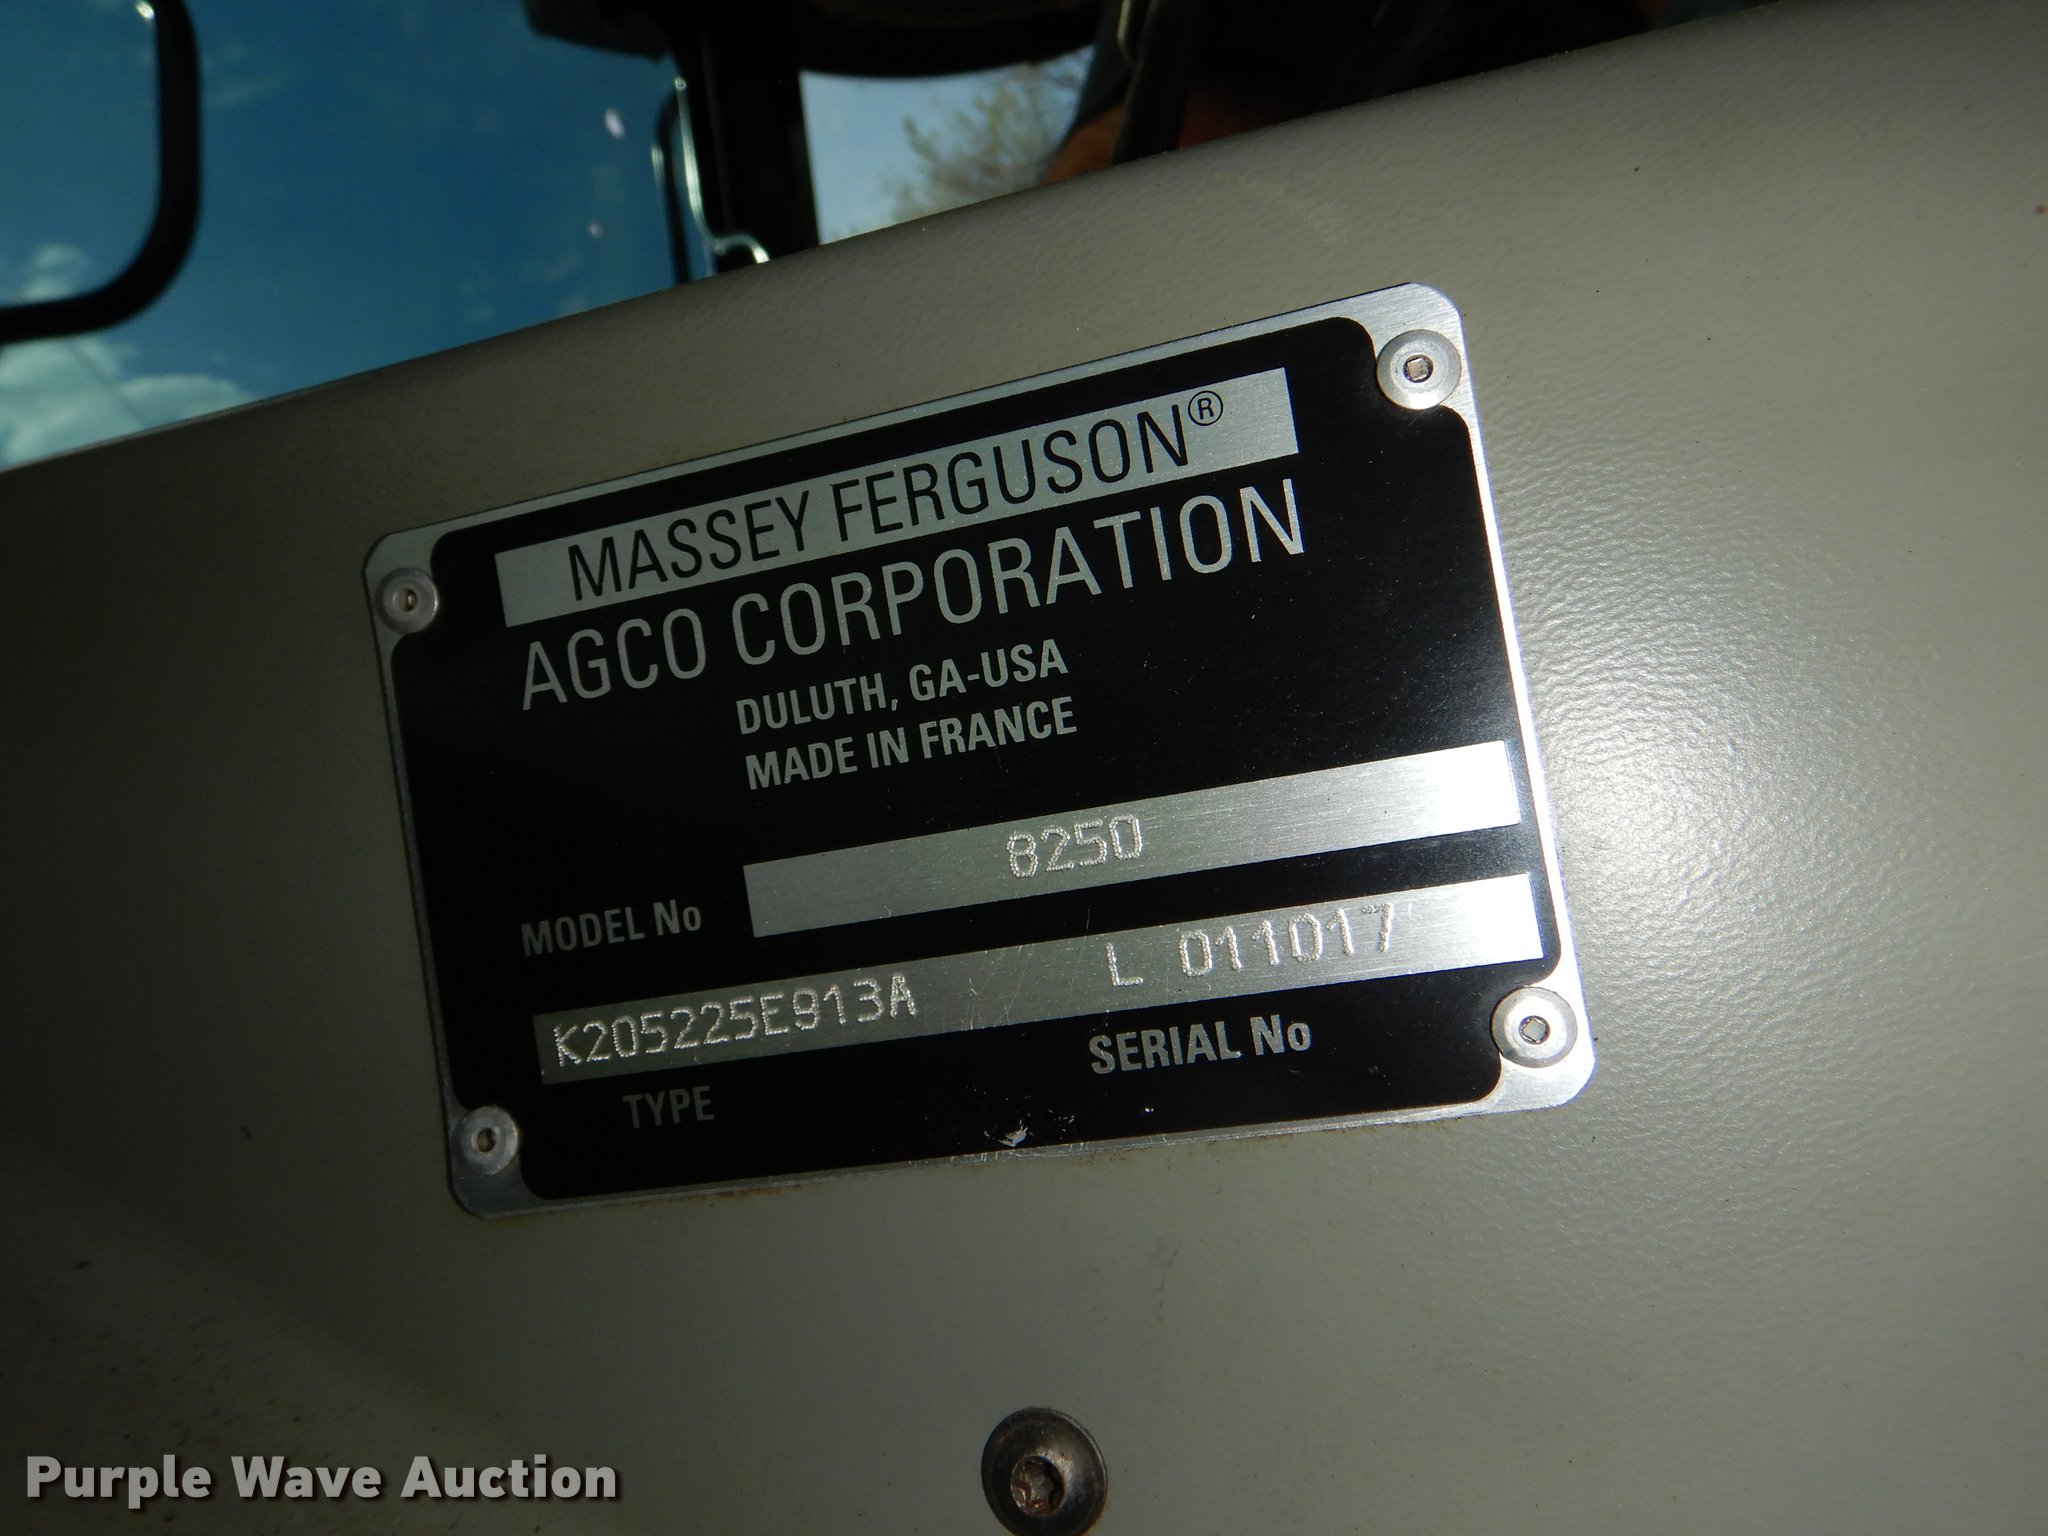 MASSEY FERGUSON®
AGCO CORPORATION
DULUTH, GA-USA
MADE IN FRANCE
MODEL No 8250
K205225E913A L 011017
TYPE SERIAL No
Purple Wave Auction